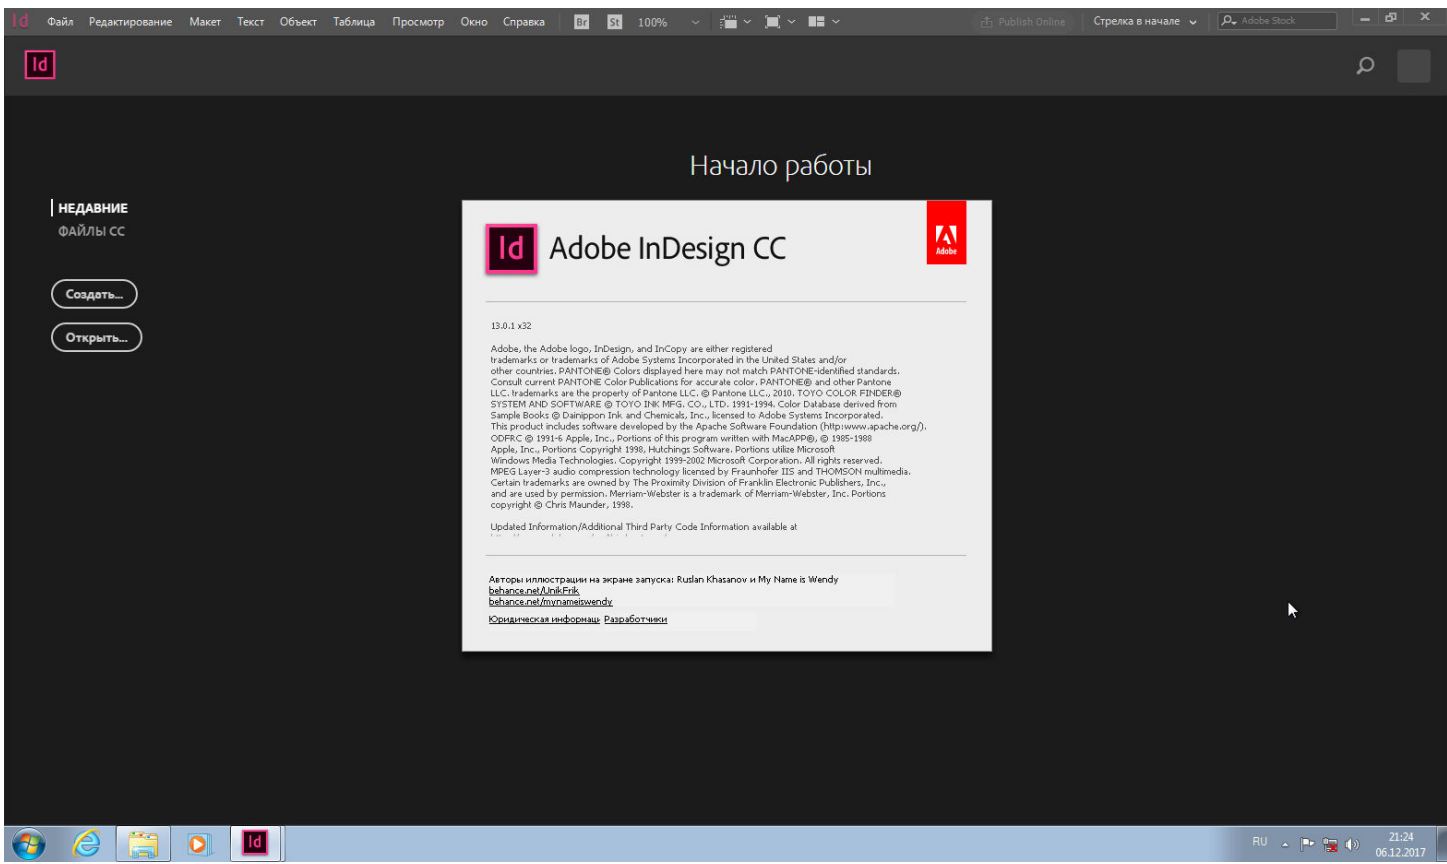 Id Файл Редактирование Макет Текст Объект Таблица Просмотр Окно Справка Br St 100% Publish Online Стрелка в начале Adobe Stock
Id
Начало работы
НЕДАВНИЕ
ФАЙЛЫ CC
Создать...
Открыть...
Id Adobe InDesign CC
Adobe
13.0.1 x32
Adobe, the Adobe logo, InDesign, and InCopy are either registered
trademarks or trademarks of Adobe Systems Incorporated in the United States and/or
other countries. PANTONE® Colors displayed here may not match PANTONE-identified standards.
Consult current PANTONE Color Publications for accurate color. PANTONE® and other Pantone
LLC. trademarks are the property of Pantone LLC. © Pantone LLC., 2010. TOYO COLOR FINDER®
SYSTEM AND SOFTWARE © TOYO INK MFG. CO., LTD. 1991-1994. Color Database derived from
Sample Books © Dainippon Ink and Chemicals, Inc., licensed to Adobe Systems Incorporated.
This product includes software developed by the Apache Software Foundation (http:www.apache.org/).
ODFRC © 1991-6 Apple, Inc., Portions of this program written with MacAPP®, © 1985-1988
Apple, Inc., Portions Copyright 1998, Hutchings Software. Portions utilize Microsoft
Windows Media Technologies. Copyright 1999-2002 Microsoft Corporation. All rights reserved.
MPEG Layer-3 audio compression technology licensed by Fraunhofer IIS and THOMSON multimedia.
Certain trademarks are owned by The Proximity Division of Franklin Electronic Publishers, Inc.,
and are used by permission. Merriam-Webster is a trademark of Merriam-Webster, Inc. Portions
copyright © Chris Maunder, 1998.
Updated Information/Additional Third Party Code Information available at
Авторы иллюстрации на экране запуска: Ruslan Khasanov и My Name is Wendy
behance.net/UnikFrik
behance.net/mynameiswendy
Юридическая информаци Разработчики
Id
RU 21:24
06.12.2017